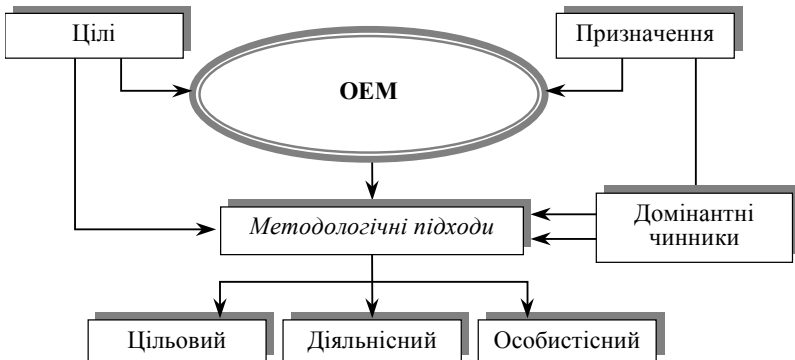 Цілі
Призначення
ОЕМ
Методологічні підходи
Домінантні
чинники
Цільовий
Діяльнісний
Особистісний